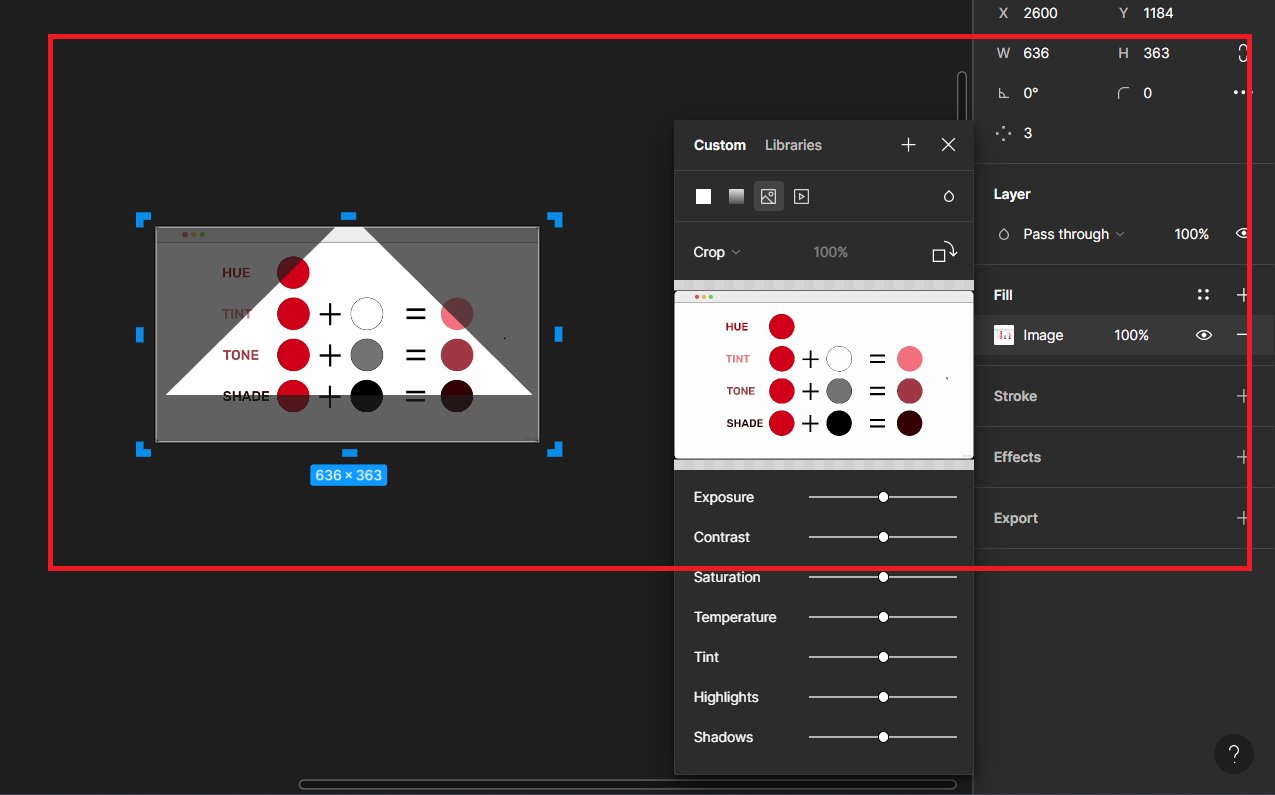 X 2600 Y 1184
W 636 H 363
0° 0
3
Custom Libraries
Layer
Pass through 100%
Crop 100%
Fill
Image 100%
HUE
TINT
TONE
SHADE
636 × 363
HUE
TINT
TONE
SHADE
Stroke
Effects
Export
Exposure
Contrast
Saturation
Temperature
Tint
Highlights
Shadows
?